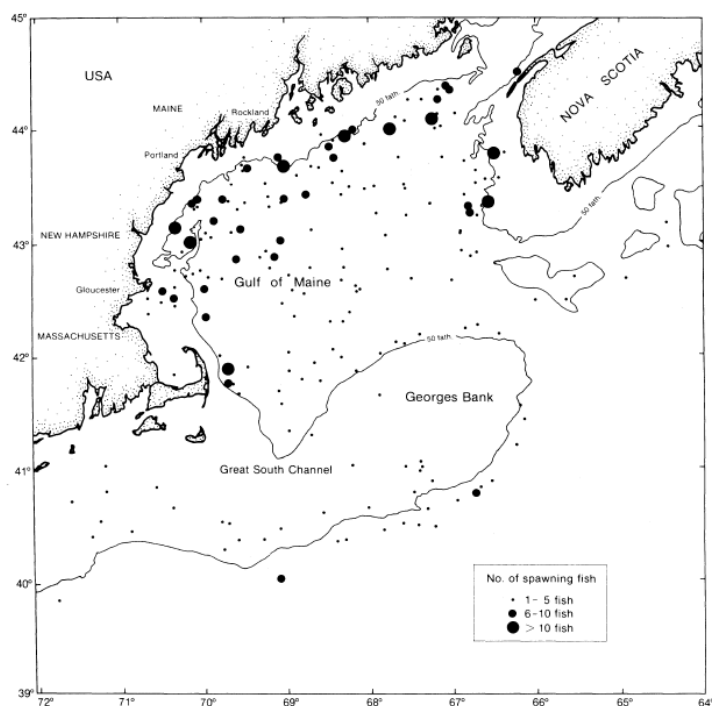 45°
44°
43°
42°
41°
40°
39°
USA
MAINE
Rockland
Portland
NEW HAMPSHIRE
Gloucester
MASSACHUSETTS
50 fath.
NOVA SCOTIA
50 fath.
Gulf of Maine
50 fath.
Georges Bank
Great South Channel
No. of spawning fish
1 - 5 fish
6-10 fish
> 10 fish
72° 71° 70° 69° 68° 67° 66° 65° 64°